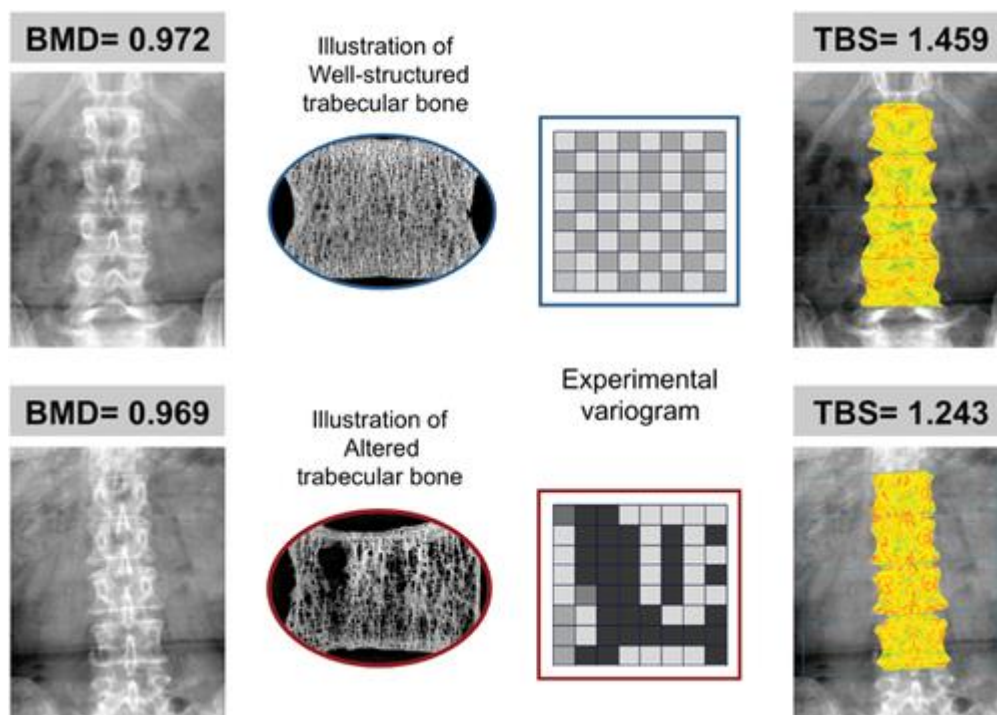 BMD= 0.972
Illustration of
Well-structured
trabecular bone
TBS= 1.459
Experimental
variogram
BMD= 0.969
Illustration of
Altered
trabecular bone
TBS= 1.243